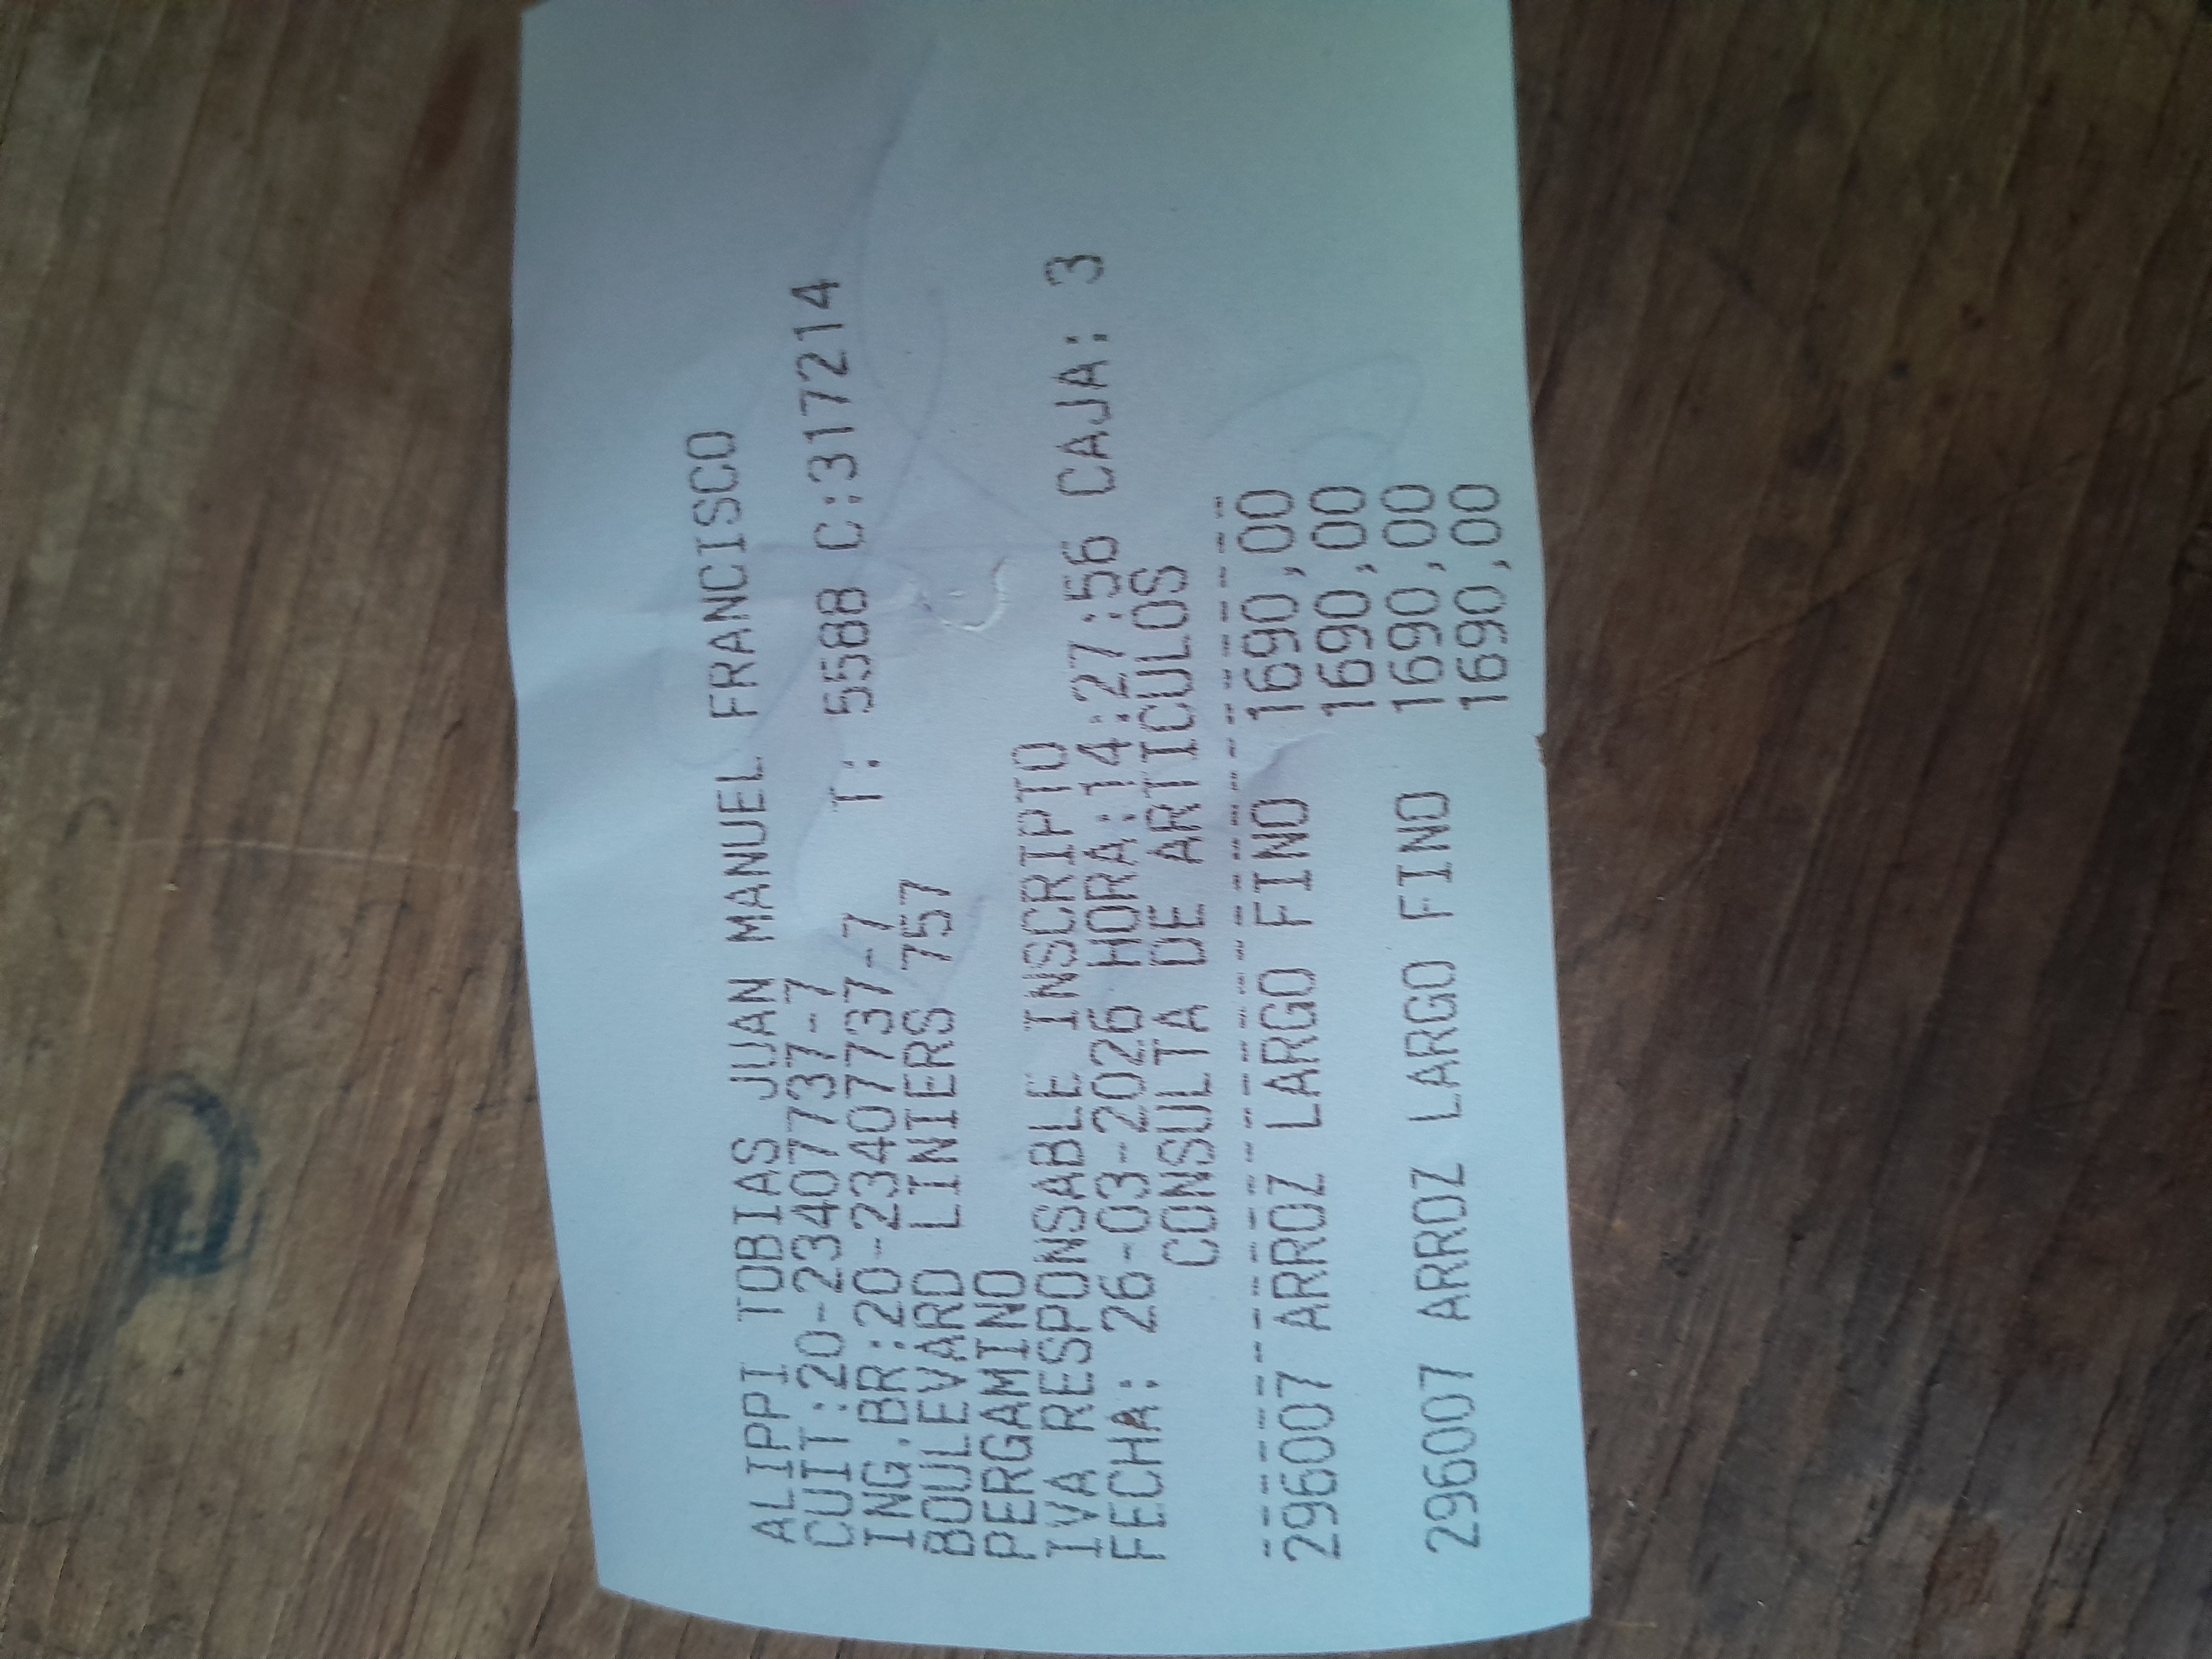 ALIPPI TOBIAS JUAN MANUEL FRANCISCO
CUIT:20-23407737-7
ING.BR:20-23407737-7 T: 5588 C:317214
BOULEVARD LINIERS 757
PERGAMINO
IVA RESPONSABLE INSCRIPTO
FECHA: 26-03-2026 HORA:14:27:56 CAJA: 3
CONSULTA DE ARTICULOS
296007 ARROZ LARGO FINO 1690,00
1690,00
296007 ARROZ LARGO FINO 1690,00
1690,00